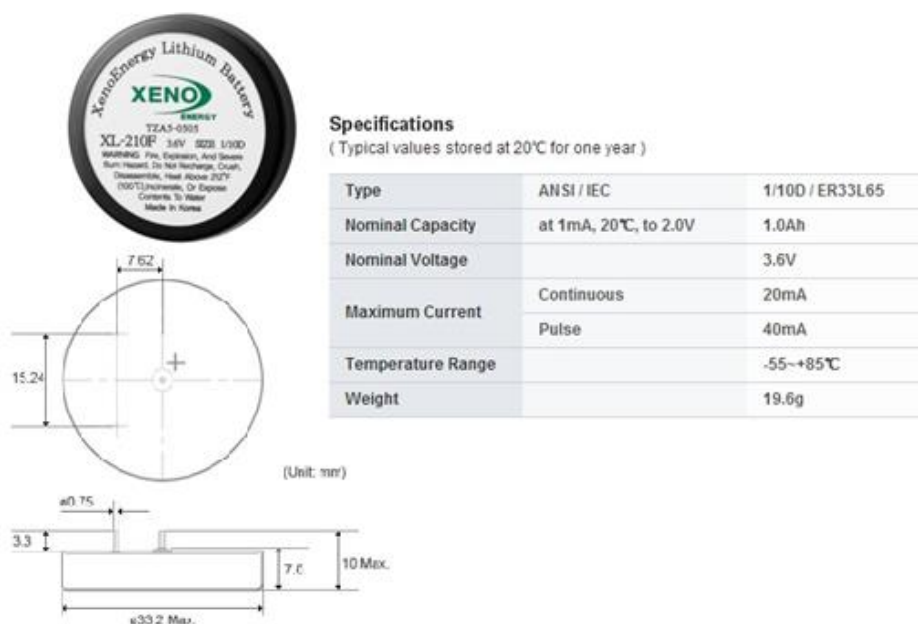 XenoEnergy Lithium Battery
XENO
ENERGY
TZA5-0505
XL-210F 3.6V SIZE 1/10D
WARNING: Fire, Explosion, And Severe
Burn Hazard. Do Not Recharge, Crush,
Disassemble, Heat Above 212°F
(100°C), Incinerate, Or Expose
Contents To Water
Made In Korea
Specifications
( Typical values stored at 20℃ for one year )
Type ANSI / IEC 1/10D / ER33L65
Nominal Capacity at 1mA, 20℃, to 2.0V 1.0Ah
Nominal Voltage 3.6V
Maximum Current
Continuous 20mA
Pulse 40mA
Temperature Range -55~+85℃
Weight 19.6g
7.62
15.24
+
(Unit: mm)
ø0.75
3.3
10 Max.
ø33.2 Max.